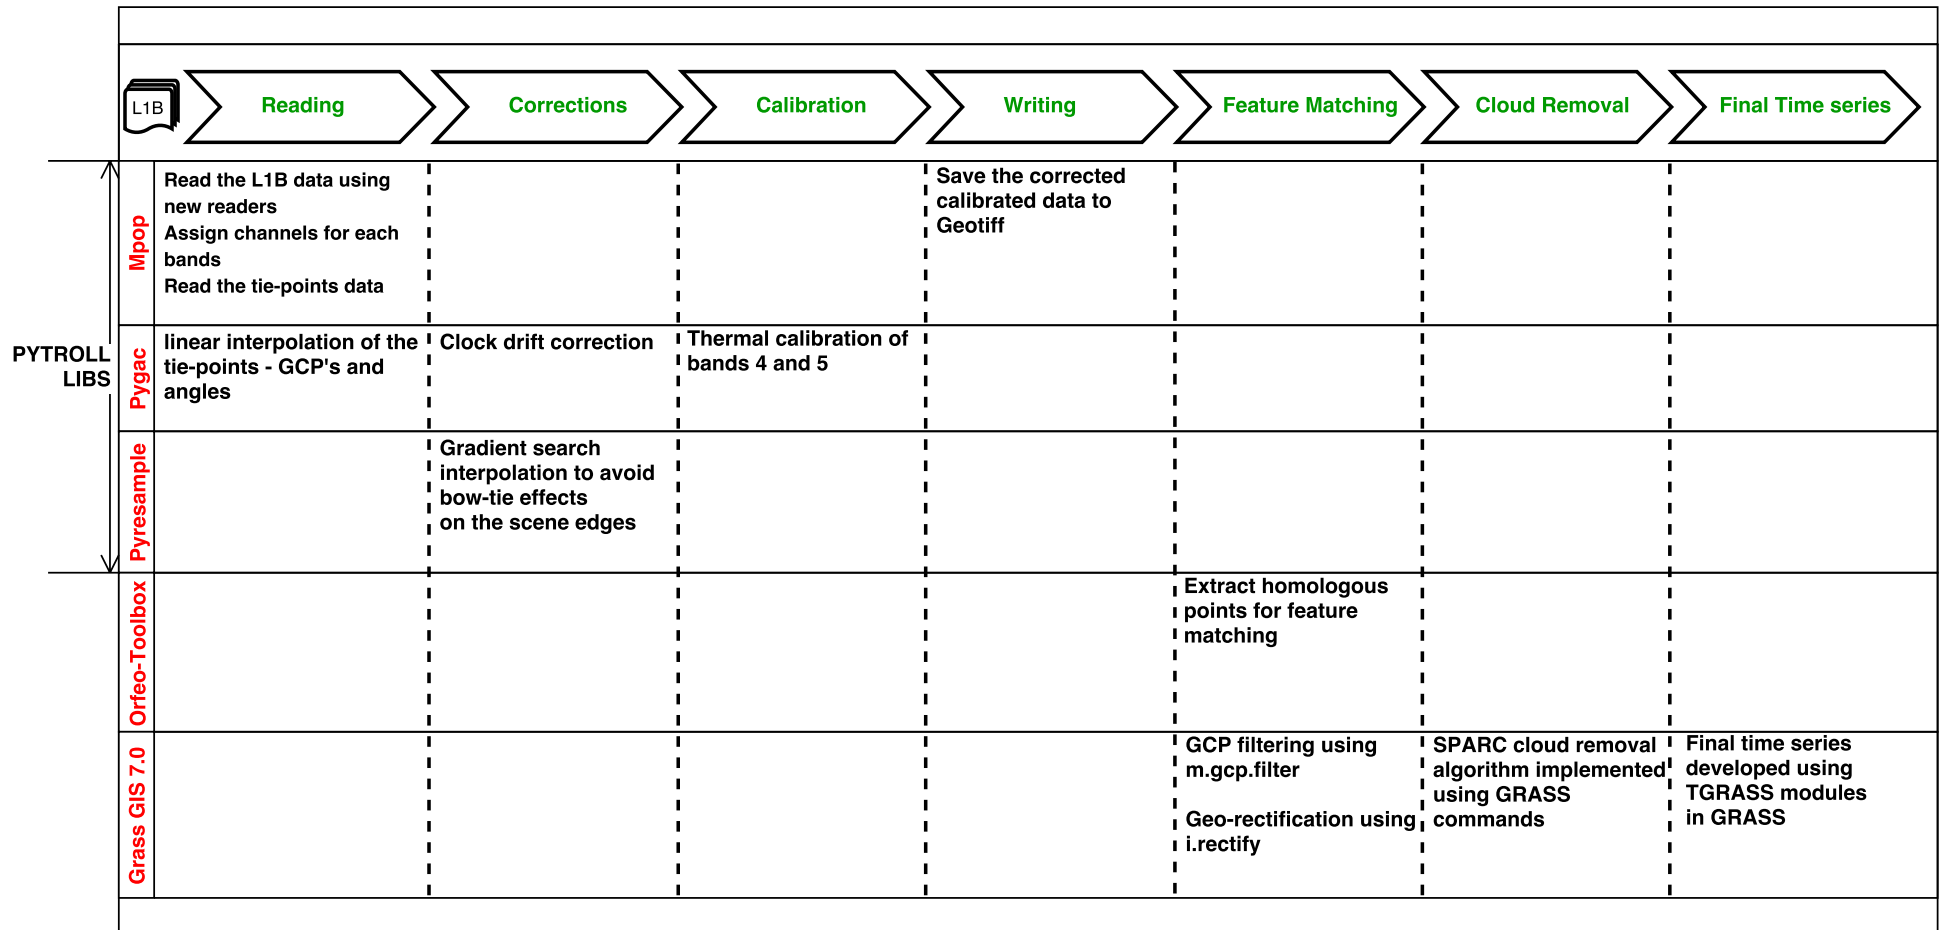 L1B
Reading
Corrections
Calibration
Writing
Feature Matching
Cloud Removal
Final Time series
PYTROLL
LIBS
Mpop
Read the L1B data using
new readers
Assign channels for each
bands
Read the tie-points data
Save the corrected
calibrated data to
Geotiff
Pygac
linear interpolation of the
tie-points - GCP's and
angles
Clock drift correction
Thermal calibration of
bands 4 and 5
Pyresample
Gradient search
interpolation to avoid
bow-tie effects
on the scene edges
Orfeo-Toolbox
Extract homologous
points for feature
matching
Grass GIS 7.0
GCP filtering using
m.gcp.filter
Geo-rectification using
i.rectify
SPARC cloud removal
algorithm implemented
using GRASS
commands
Final time series
developed using
TGRASS modules
in GRASS